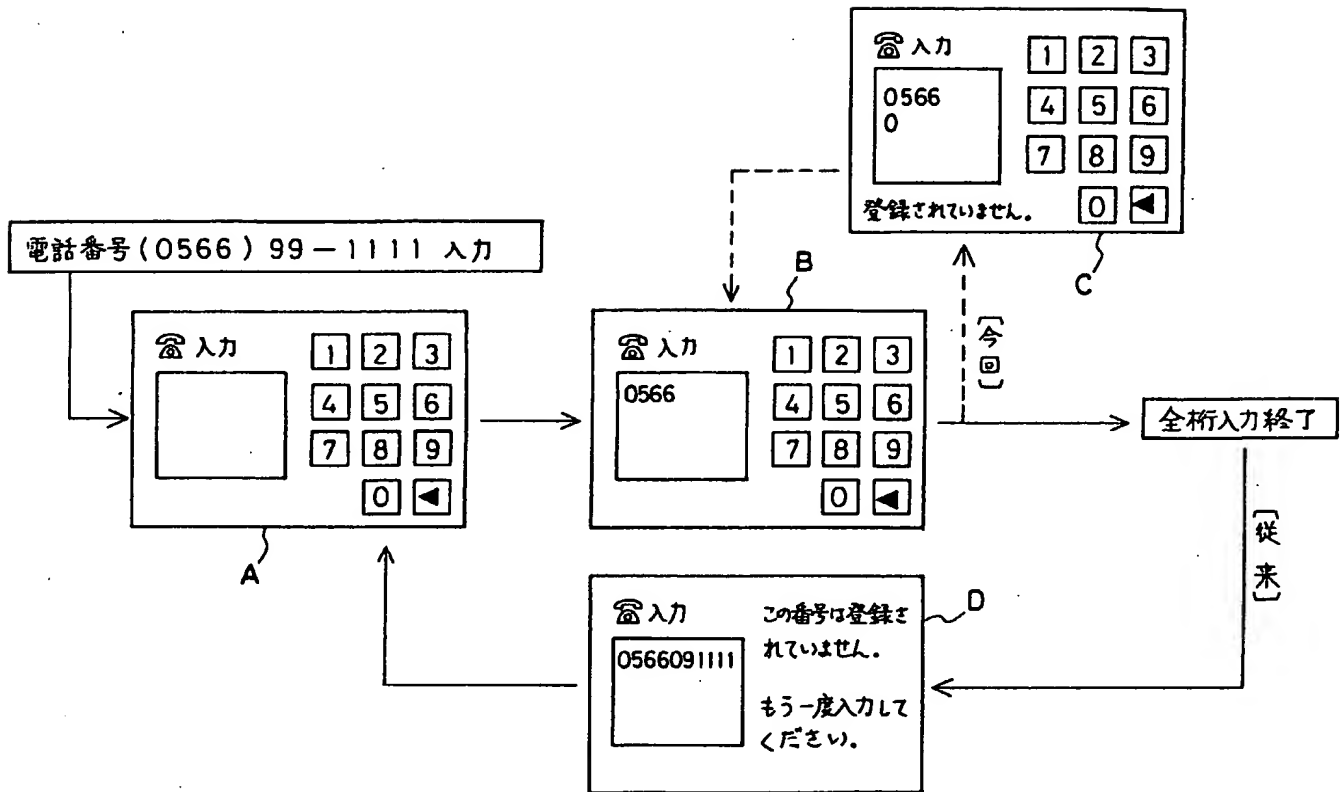 ☎入力
0566
0
1 2 3
4 5 6
7 8 9
0 ◀
登録されていません。
C
電話番号(0566)99-1111 入力
☎入力
1 2 3
4 5 6
7 8 9
0 ◀
A
B
☎入力
0566
1 2 3
4 5 6
7 8 9
0 ◀
[今回]
全桁入力終了
[従来]
D
☎入力
0566091111
この番号は登録さ
れていません。
もう一度入力して
ください。